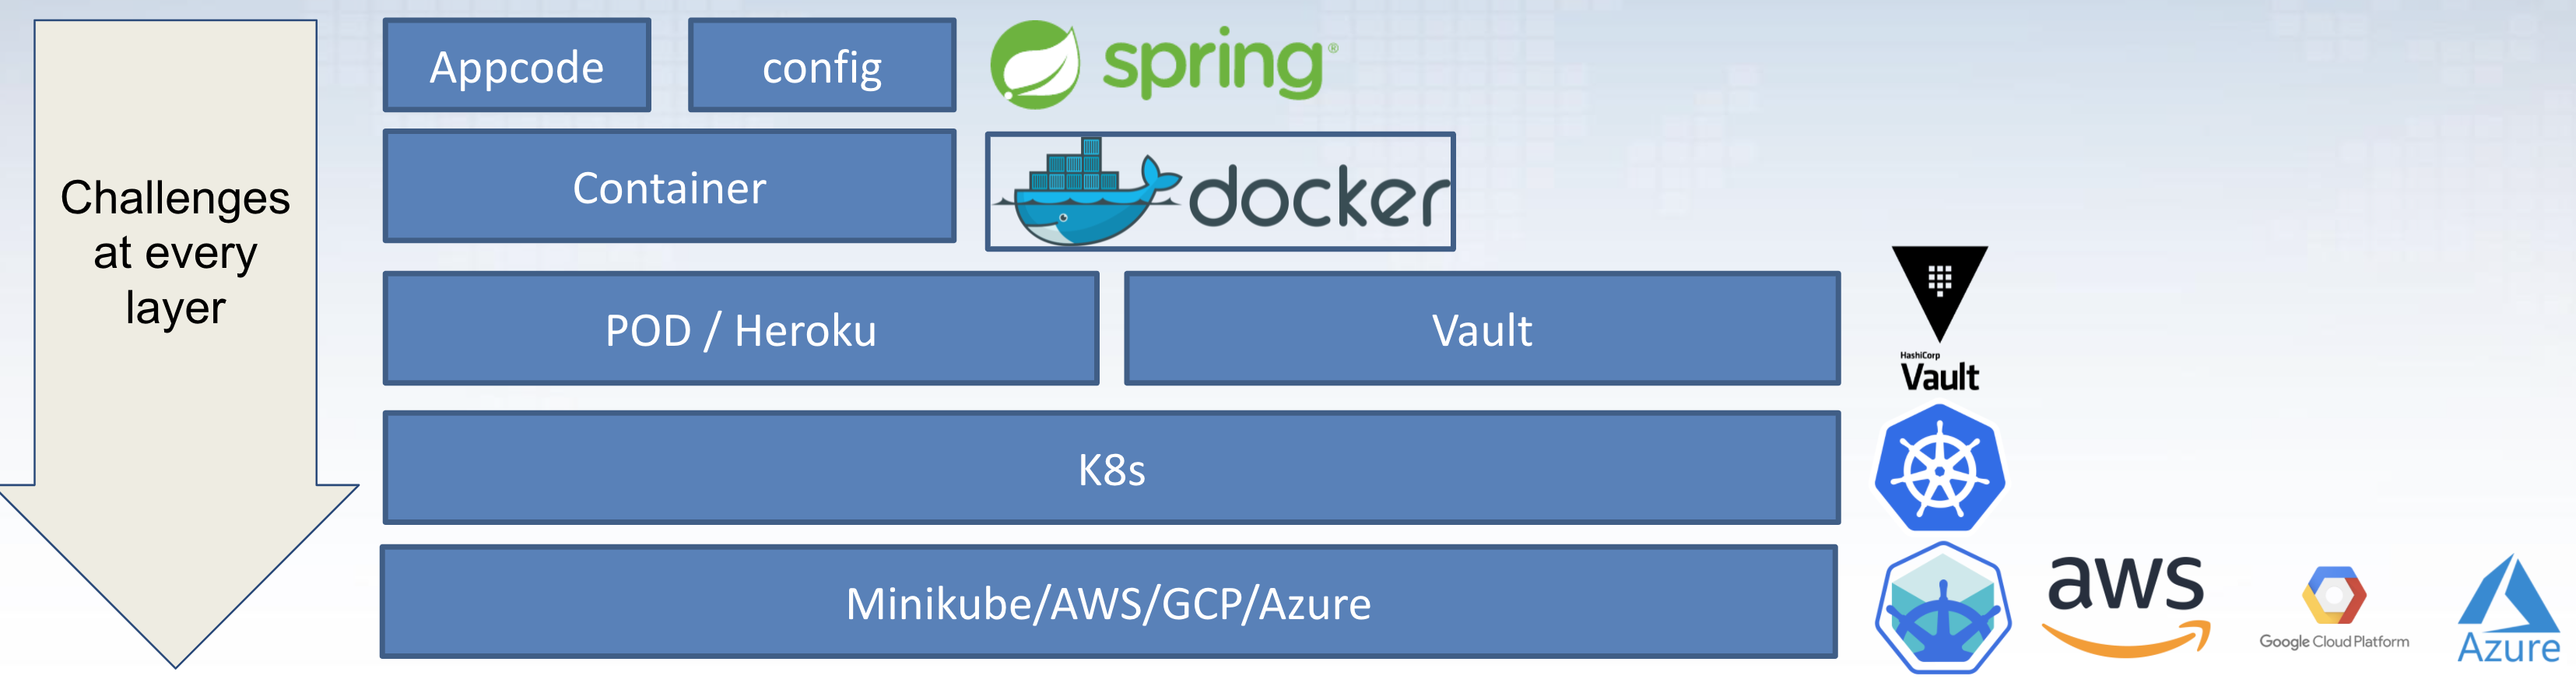 Challenges
at every
layer
Appcode
config
spring®
Container
docker
POD / Heroku
Vault
HashiCorp
Vault
K8s
Minikube/AWS/GCP/Azure
aws
Google Cloud Platform
Azure